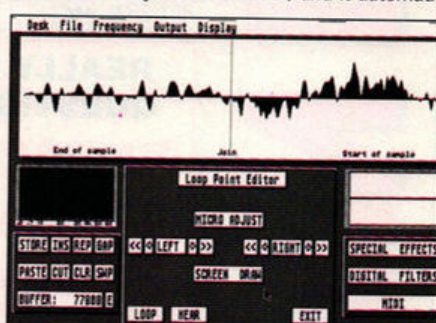 Desk File Frequency Output Display
End of sample Join Start of sample
Loop Point Editor
MICRO ADJUST
STORE INS REP GAP
<< LEFT >> << RIGHT >>
SPECIAL EFFECTS
PASTE CUT CLR SWP
SCREEN DRAW
DIGITAL FILTERS
BUFFER: 77800 E
MIDI
LOOP HEAR EXIT